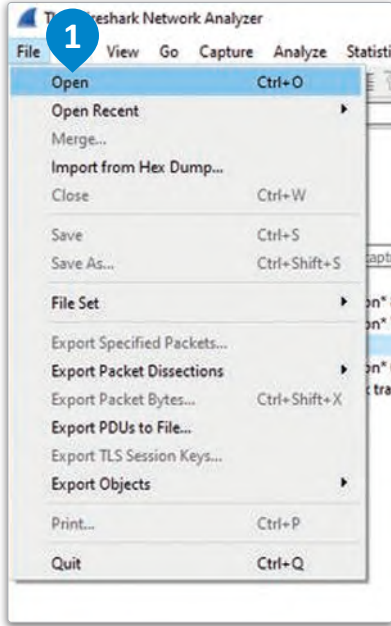 Wireshark Network Analyzer
File View Go Capture Analyze
1
Open Ctrl+O
Open Recent
Merge...
Import from Hex Dump...
Close Ctrl+W
Save Ctrl+S
Save As... Ctrl+Shift+S
File Set
Export Specified Packets...
Export Packet Dissections
Export Packet Bytes... Ctrl+Shift+X
Export PDUs to File...
Export TLS Session Keys...
Export Objects
Print... Ctrl+P
Quit Ctrl+Q